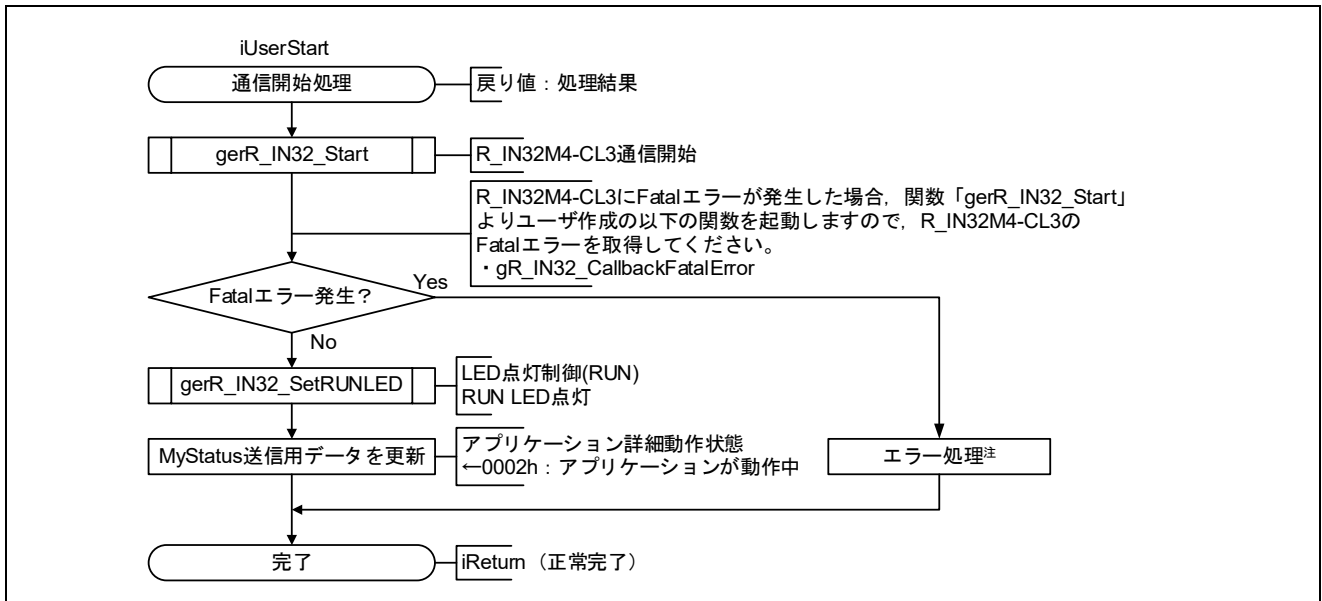 iUserStart
通信開始処理
戻り値：処理結果
gerR_IN32_Start
R_IN32M4-CL3通信開始
R_IN32M4-CL3にFatalエラーが発生した場合，関数「gerR_IN32_Start」
よりユーザ作成の以下の関数を起動しますので，R_IN32M4-CL3の
Fatalエラーを取得してください。
・gR_IN32_CallbackFatalError
Fatalエラー発生？
Yes
No
gerR_IN32_SetRUNLED
LED点灯制御(RUN)
RUN LED点灯
MyStatus送信用データを更新
アプリケーション詳細動作状態
←0002h：アプリケーションが動作中
エラー処理注
完了
iReturn（正常完了）